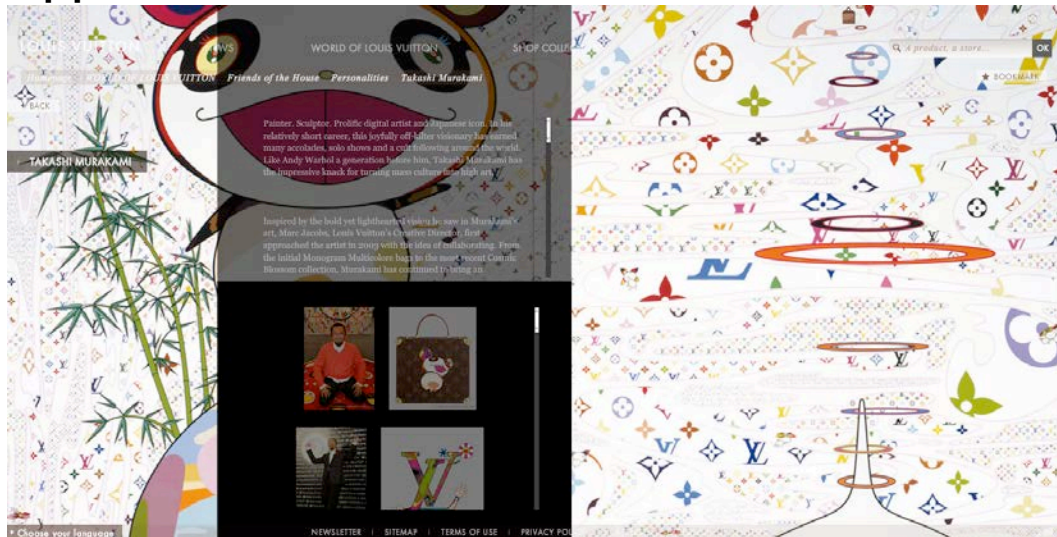 LOUIS VUITTON
NEWS
WORLD OF LOUIS VUITTON
SHOP
A product, a store...
OK
Homepage WORLD OF LOUIS VUITTON Friends of the House Personalities Takashi Murakami
BOOKMARK
BACK
Painter. Sculptor. Prolific digital artist and Japanese icon. In his
relatively short career, this joyfully off-kilter visionary has earned
many accolades, solo shows and a cult following around the world.
Like Andy Warhol a generation before him, Takashi Murakami has
the impressive knack for turning mass culture into high art.
TAKASHI MURAKAMI
Inspired by the bold yet lighthearted vision he saw in Murakami's
art, Marc Jacobs, Louis Vuitton's Creative Director, first
approached the artist in 2003 with the idea of collaborating. From
the initial Monogram Multicolore bags to the most recent Cosmic
Blossom collection, Murakami has continued to bring an
Choose your language
NEWSLETTER | SITEMAP | TERMS OF USE | PRIVACY POL